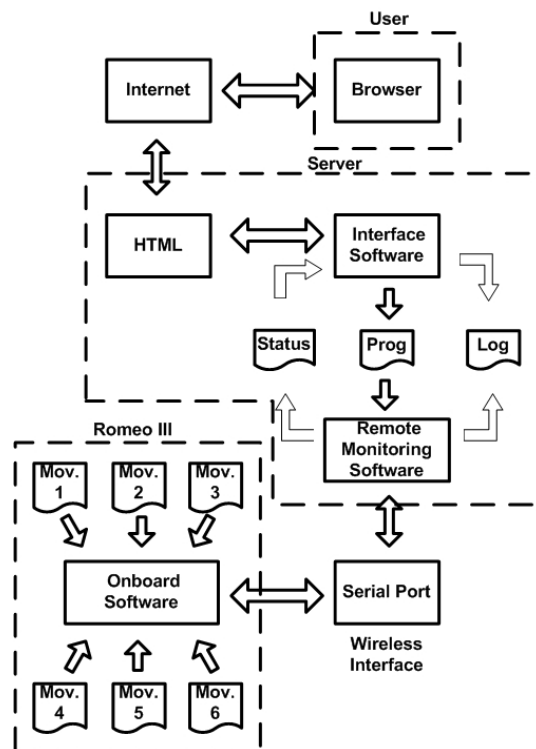 User
Internet
Browser
Server
HTML
Interface
Software
Status
Prog
Log
Romeo III
Remote
Monitoring
Software
Mov.
1
Mov.
2
Mov.
3
Onboard
Software
Serial Port
Wireless
Interface
Mov.
4
Mov.
5
Mov.
6